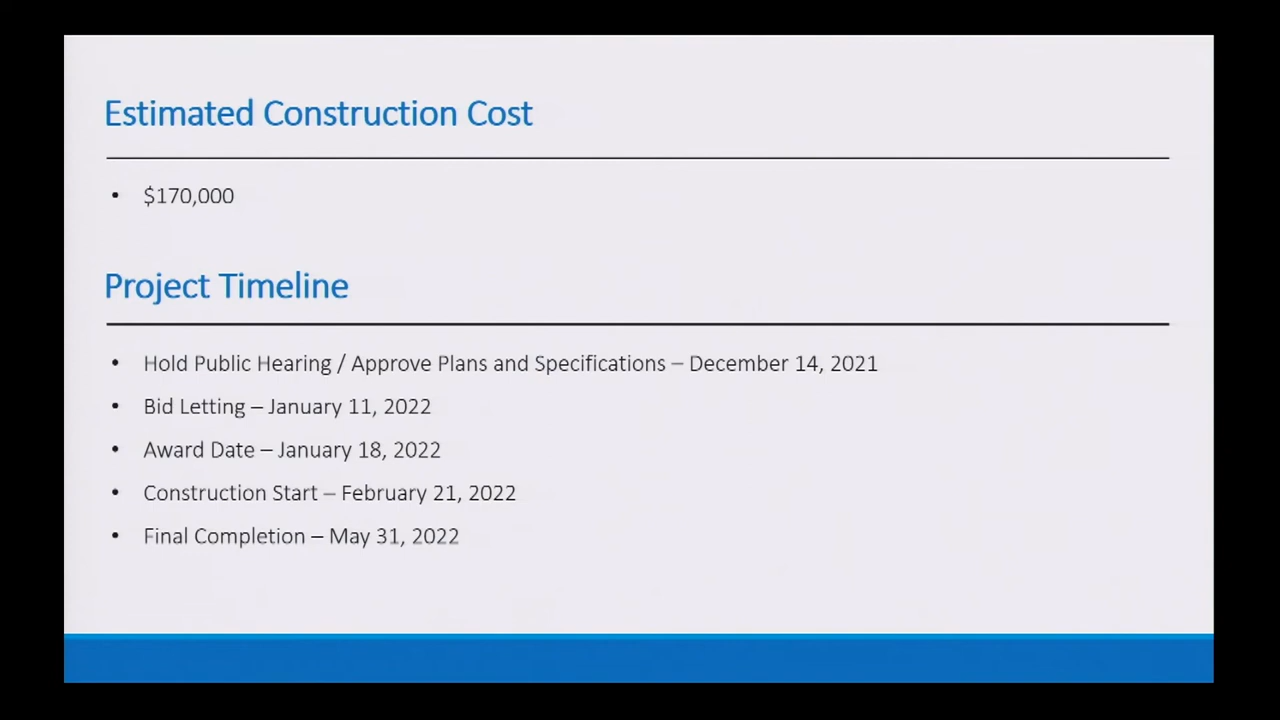 Estimated Construction Cost
• $170,000
Project Timeline
• Hold Public Hearing / Approve Plans and Specifications – December 14, 2021
• Bid Letting – January 11, 2022
• Award Date – January 18, 2022
• Construction Start – February 21, 2022
• Final Completion – May 31, 2022